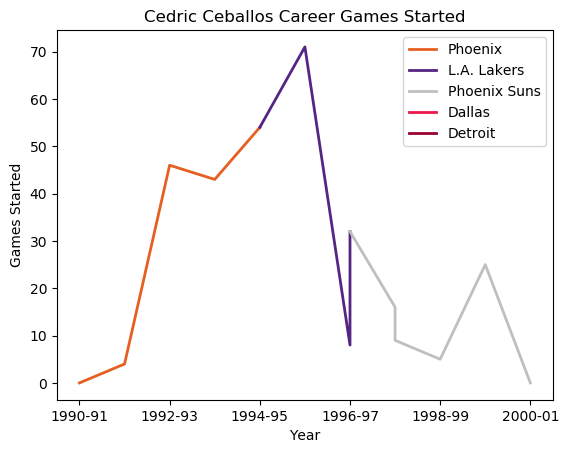 Cedric Ceballos Career Games Started
Games Started
70
60
50
40
30
20
10
0
Phoenix
L.A. Lakers
Phoenix Suns
Dallas
Detroit
1990-91 1992-93 1994-95 1996-97 1998-99 2000-01
Year